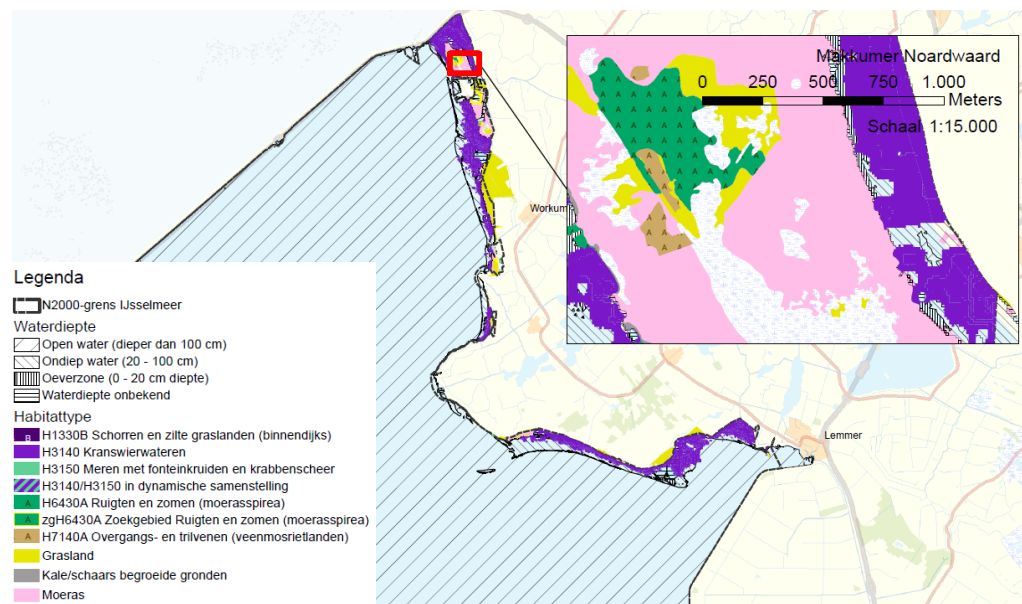 Makkumer Noardwaard
0 250 500 750 1.000
Meters
Schaal 1:15.000
Workum
Lemmer
Legenda
N2000-grens IJsselmeer
Waterdiepte
Open water (dieper dan 100 cm)
Ondiep water (20 - 100 cm)
Oeverzone (0 - 20 cm diepte)
Waterdiepte onbekend
Habitattype
B H1330B Schorren en zilte graslanden (binnendijks)
H3140 Kranswierwateren
H3150 Meren met fonteinkruiden en krabbenscheer
H3140/H3150 in dynamische samenstelling
A H6430A Ruigten en zomen (moerasspirea)
A zgH6430A Zoekgebied Ruigten en zomen (moerasspirea)
A H7140A Overgangs- en trilvenen (veenmosrietlanden)
Grasland
Kale/schaars begroeide gronden
Moeras